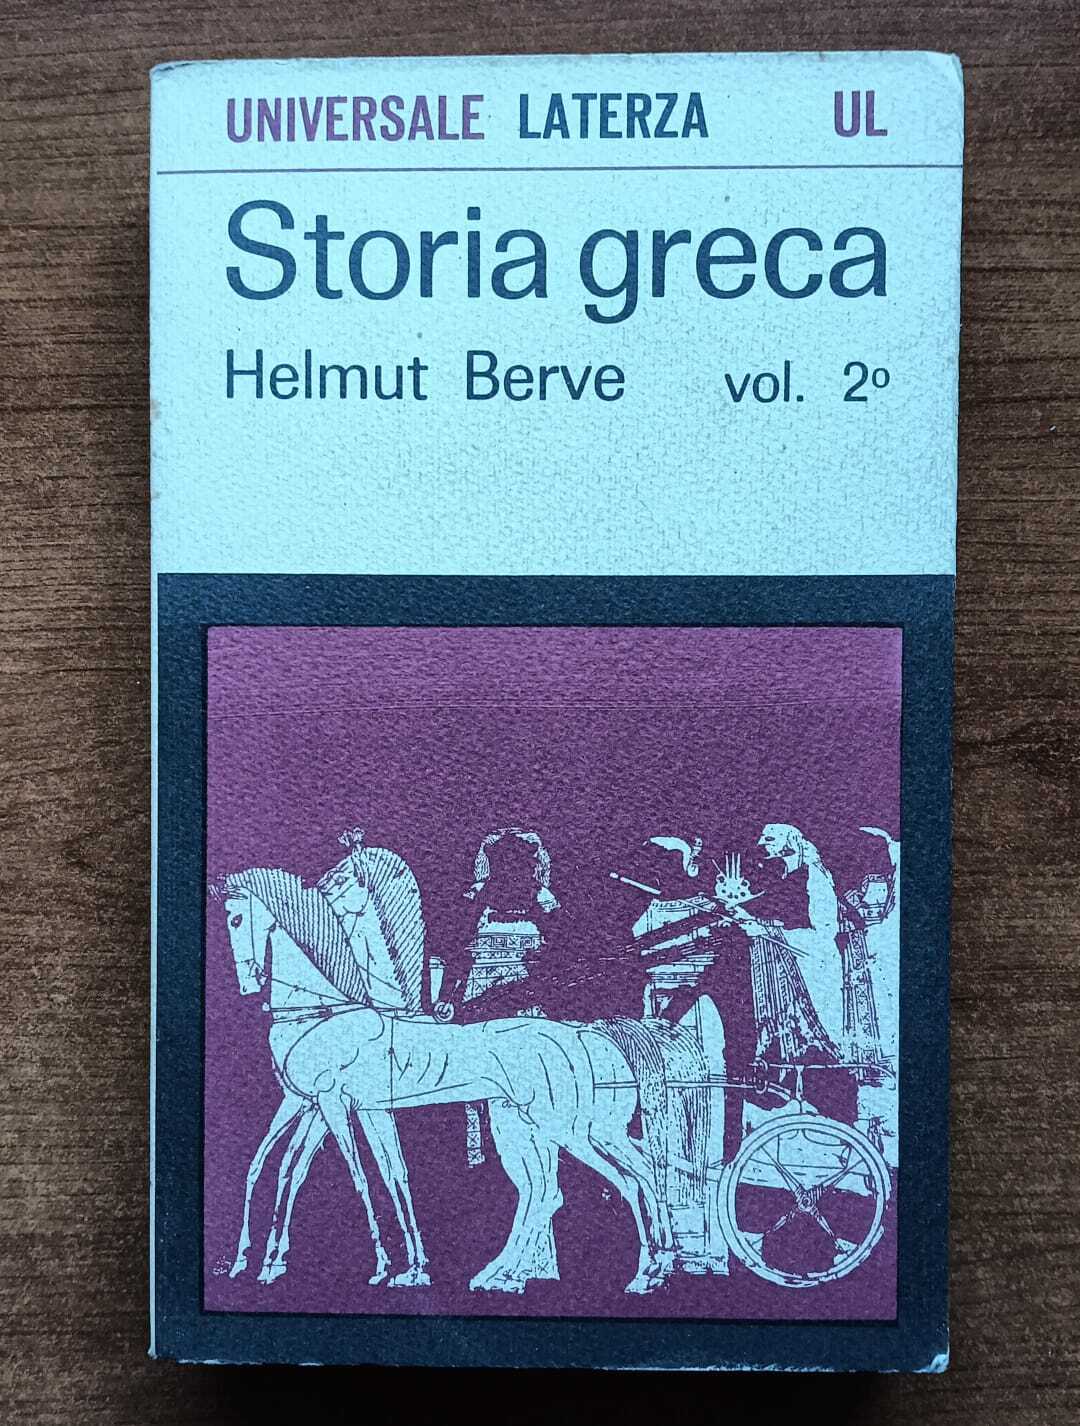 UNIVERSALE LATERZA UL
Storia greca
Helmut Berve vol. 2º